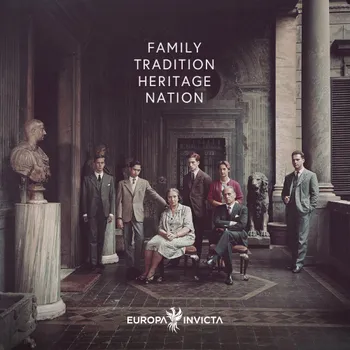 FAMILY
TRADITION
HERITAGE
NATION
EUROPA INVICTA